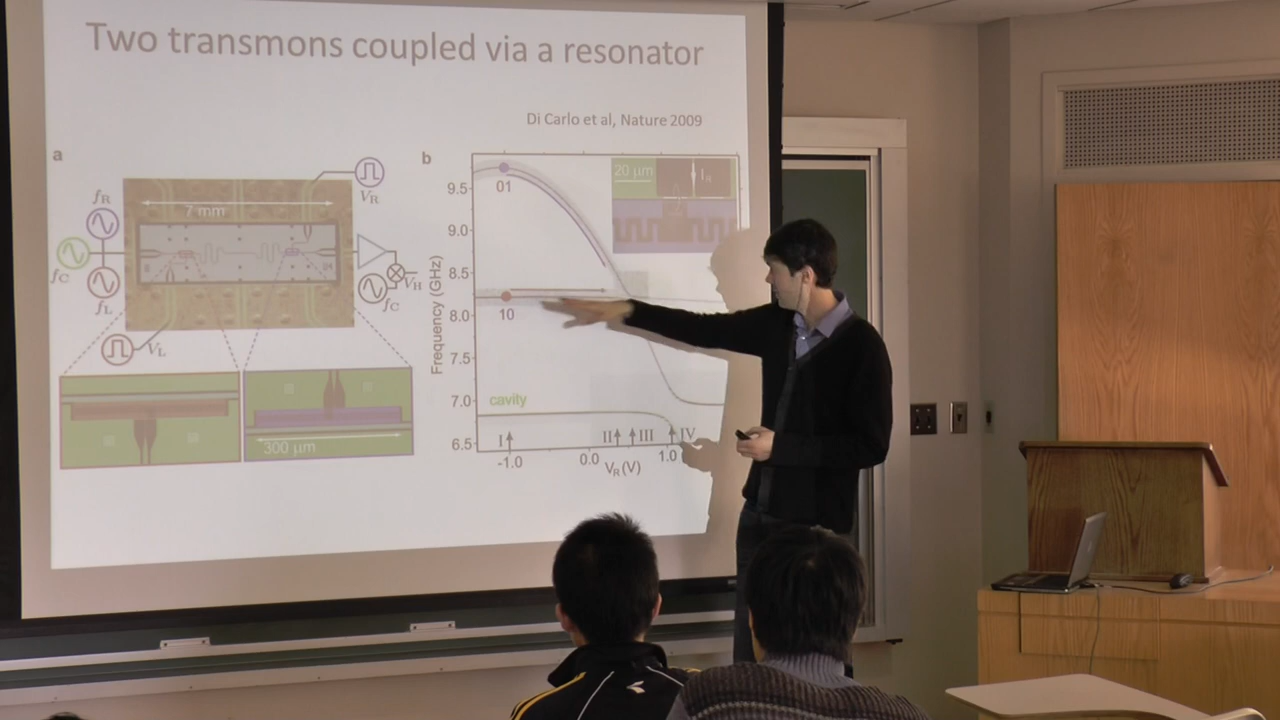 Two transmons coupled via a resonator
Di Carlo et al, Nature 2009
a
V_R
f_R
7 mm
f_C
f_L
V_H
f_C
V_L
300 μm
b
20 μm
9.5
01
9.0
8.5
8.0
10
7.5
7.0
cavity
6.5
I
II
III
IV
-1.0
0.0
1.0
V_R(V)
Frequency (GHz)